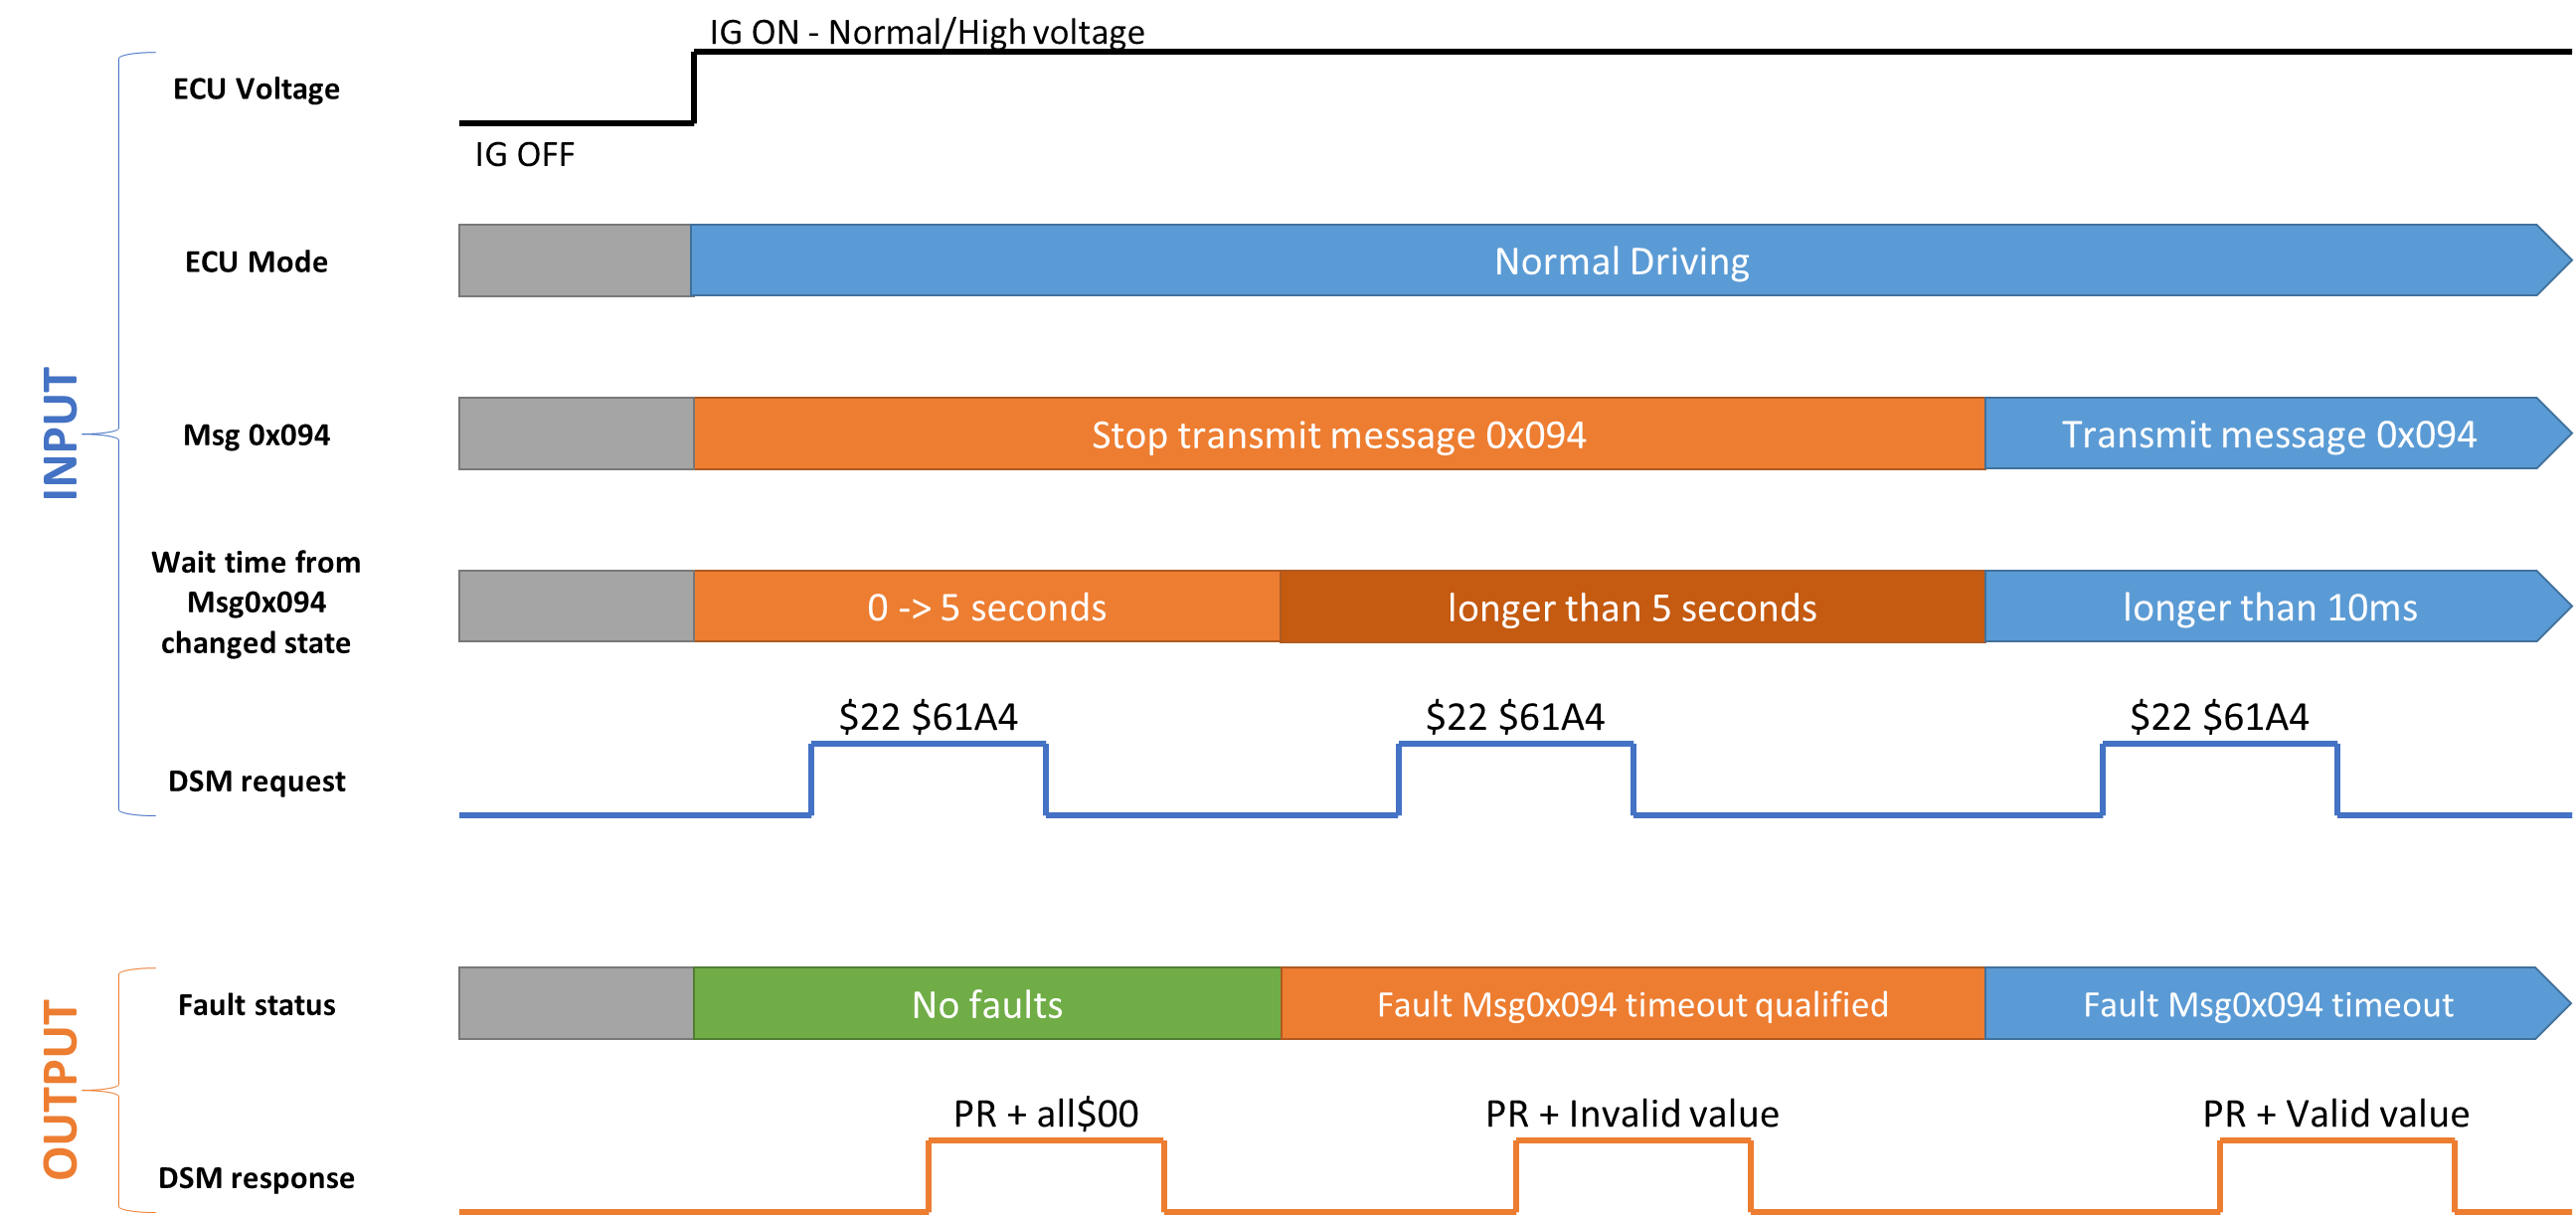 IG ON - Normal/High voltage
ECU Voltage
IG OFF
ECU Mode
Normal Driving
INPUT
Msg 0x094
Stop transmit message 0x094
Transmit message 0x094
Wait time from
Msg0x094
changed state
0 -> 5 seconds
longer than 5 seconds
longer than 10ms
$22 $61A4
$22 $61A4
$22 $61A4
DSM request
OUTPUT
Fault status
No faults
Fault Msg0x094 timeout qualified
Fault Msg0x094 timeout
PR + all$00
PR + Invalid value
PR + Valid value
DSM response